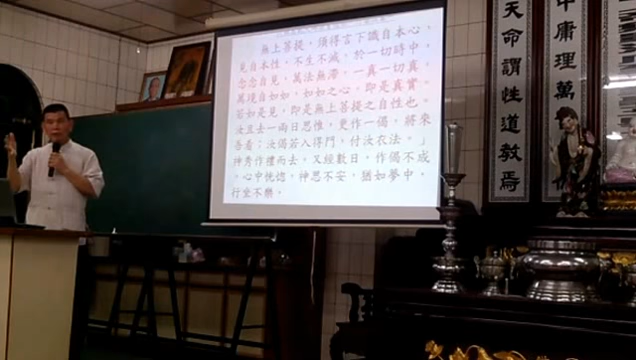 無上菩提，須得言下識自本心，
見自本性，不生不滅，於一切時中，
念念自見，萬法無滯，一真一切真，
萬境自如如，如如之心，即是真實。
若如是見，即是無上菩提之自性也。
汝且去一兩日思惟，更作一偈，將來
吾看；汝偈若入得門，付汝衣法。」
神秀作禮而去，又經數日，作偈不成
。心中恍惚，神思不安，猶如夢中，
行坐不樂。
中庸理萬
天命謂性道教焉